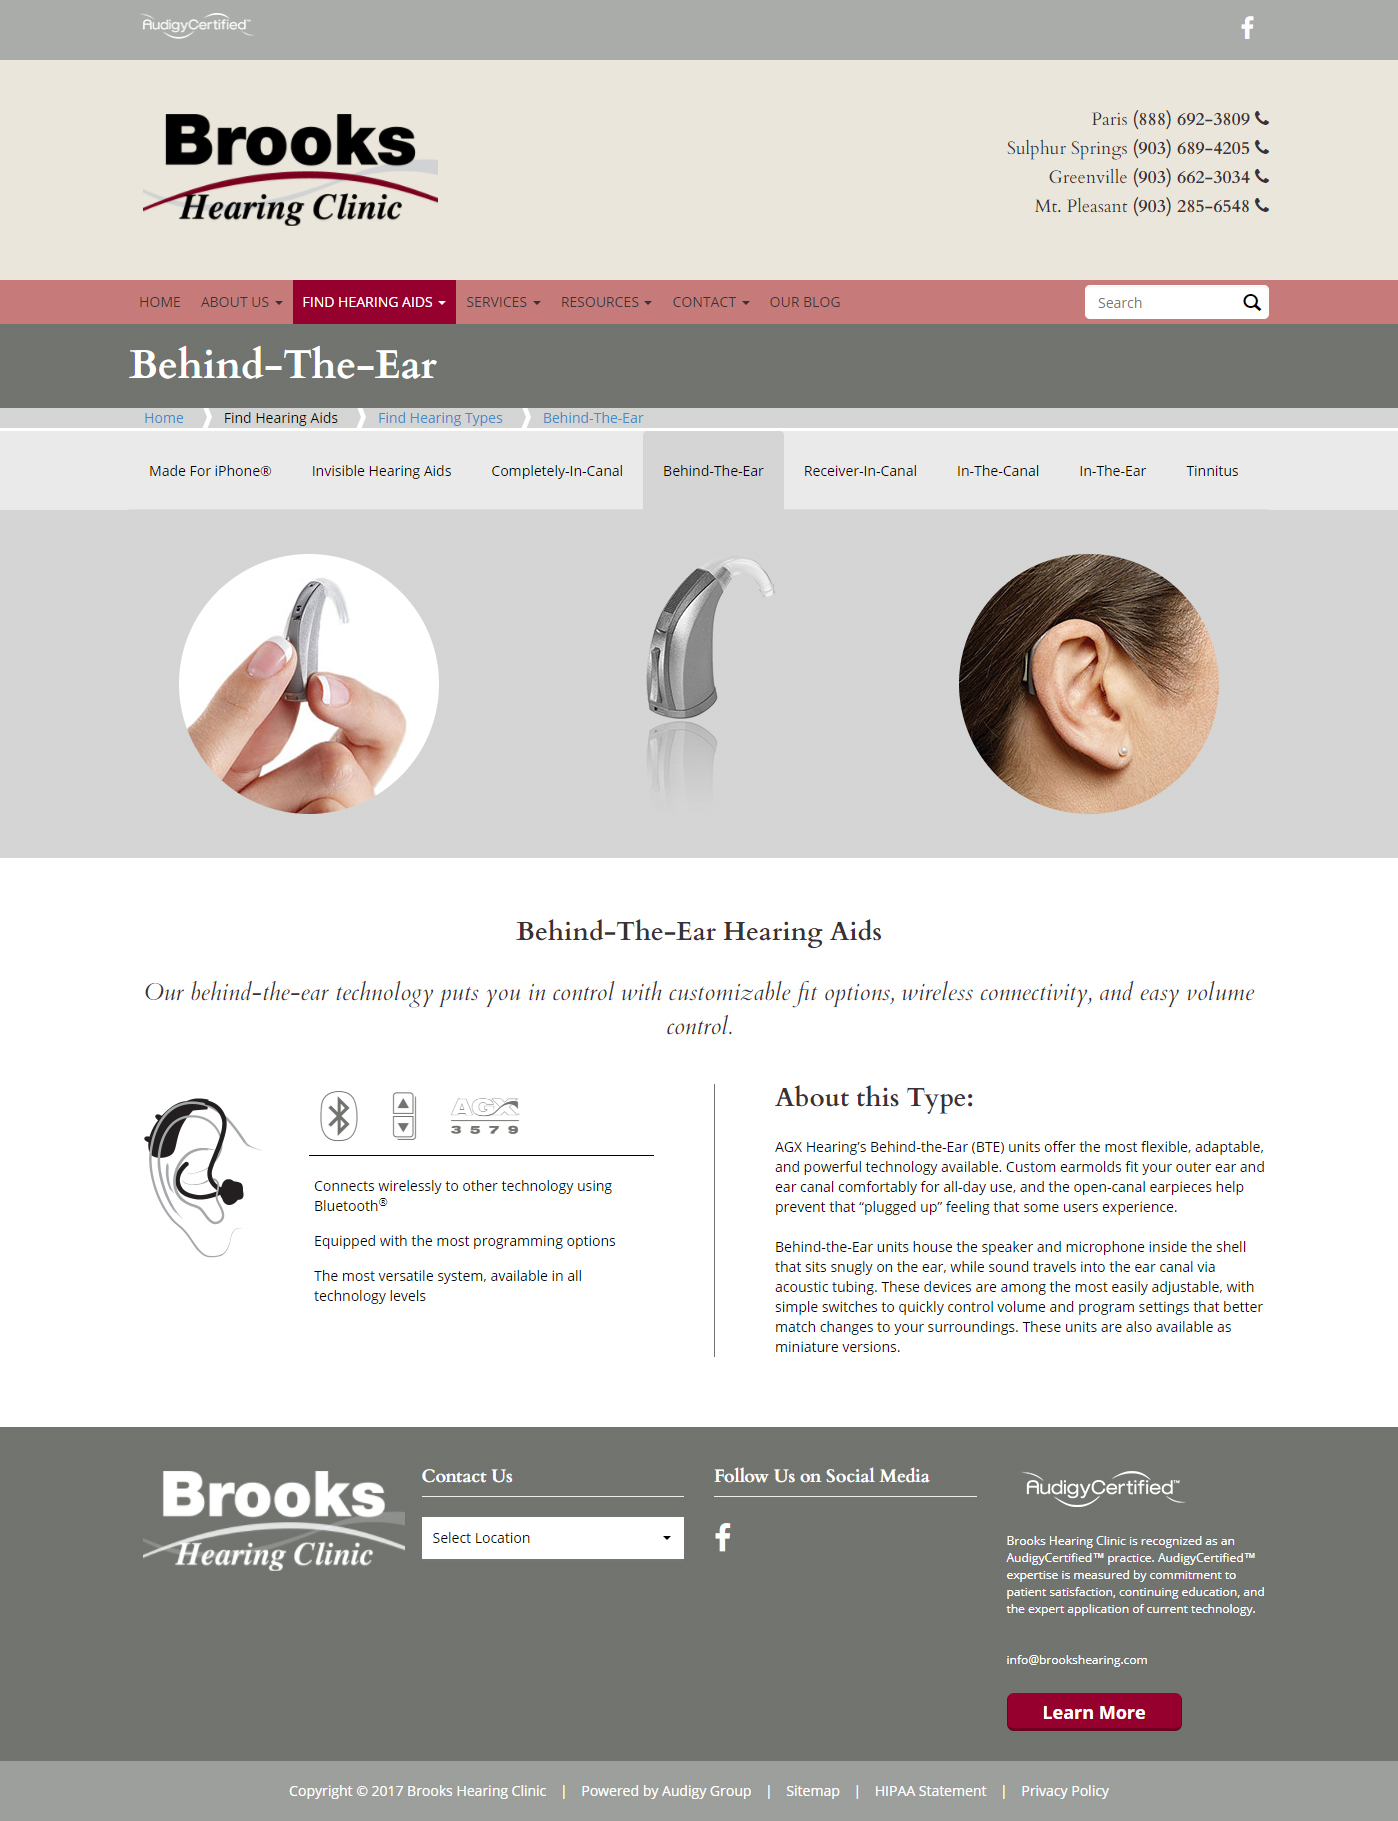 AudigyCertified™
Brooks
Hearing Clinic
Paris (888) 692-3809
Sulphur Springs (903) 689-4205
Greenville (903) 662-3034
Mt. Pleasant (903) 285-6548
HOME ABOUT US FIND HEARING AIDS SERVICES RESOURCES CONTACT OUR BLOG Search
Behind-The-Ear
Home Find Hearing Aids Find Hearing Types Behind-The-Ear
Made For iPhone® Invisible Hearing Aids Completely-In-Canal Behind-The-Ear Receiver-In-Canal In-The-Canal In-The-Ear Tinnitus
Behind-The-Ear Hearing Aids
Our behind-the-ear technology puts you in control with customizable fit options, wireless connectivity, and easy volume
control.
AGX
3 5 7 9
Connects wirelessly to other technology using
Bluetooth®
Equipped with the most programming options
The most versatile system, available in all
technology levels
About this Type:
AGX Hearing’s Behind-the-Ear (BTE) units offer the most flexible, adaptable,
and powerful technology available. Custom earmolds fit your outer ear and
ear canal comfortably for all-day use, and the open-canal earpieces help
prevent that “plugged up” feeling that some users experience.
Behind-the-Ear units house the speaker and microphone inside the shell
that sits snugly on the ear, while sound travels into the ear canal via
acoustic tubing. These devices are among the most easily adjustable, with
simple switches to quickly control volume and program settings that better
match changes to your surroundings. These units are also available as
miniature versions.
Brooks
Hearing Clinic
Contact Us
Select Location
Follow Us on Social Media
AudigyCertified™
Brooks Hearing Clinic is recognized as an
AudigyCertified™ practice. AudigyCertified™
expertise is measured by commitment to
patient satisfaction, continuing education, and
the expert application of current technology.
info@brookshearing.com
Learn More
Copyright © 2017 Brooks Hearing Clinic | Powered by Audigy Group | Sitemap | HIPAA Statement | Privacy Policy